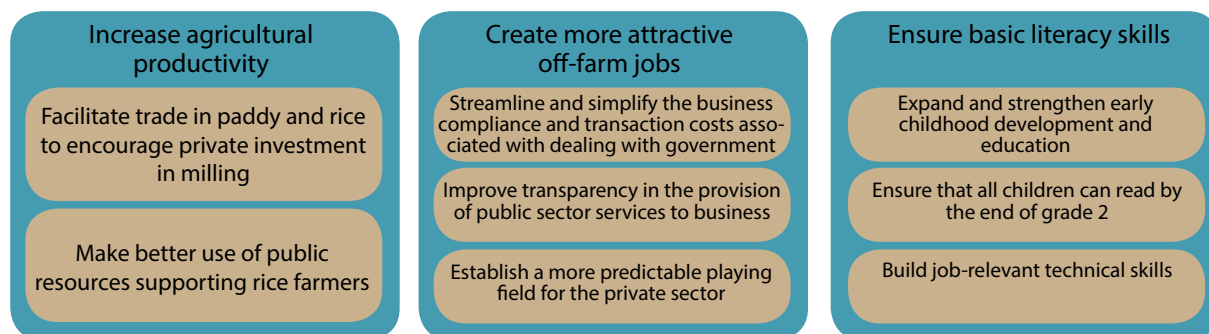 Increase agricultural
productivity
Facilitate trade in paddy and rice
to encourage private investment
in milling
Make better use of public
resources supporting rice farmers
Create more attractive
off-farm jobs
Streamline and simplify the business
compliance and transaction costs asso-
ciated with dealing with government
Improve transparency in the provision
of public sector services to business
Establish a more predictable playing
field for the private sector
Ensure basic literacy skills
Expand and strengthen early
childhood development and
education
Ensure that all children can read by
the end of grade 2
Build job-relevant technical skills